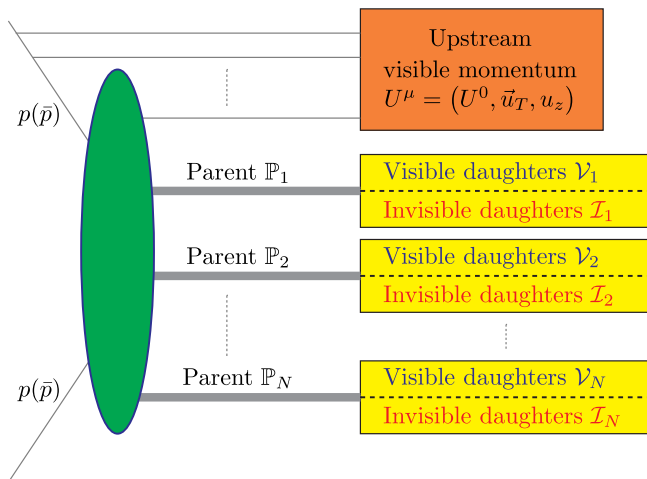 Upstream
visible momentum
U^μ = (U^0, \vec{u}_T, u_z)
p(p̄)
Parent ℙ_1
Visible daughters 𝒱_1
Invisible daughters ℐ_1
Parent ℙ_2
Visible daughters 𝒱_2
Invisible daughters ℐ_2
p(p̄)
Parent ℙ_N
Visible daughters 𝒱_N
Invisible daughters ℐ_N